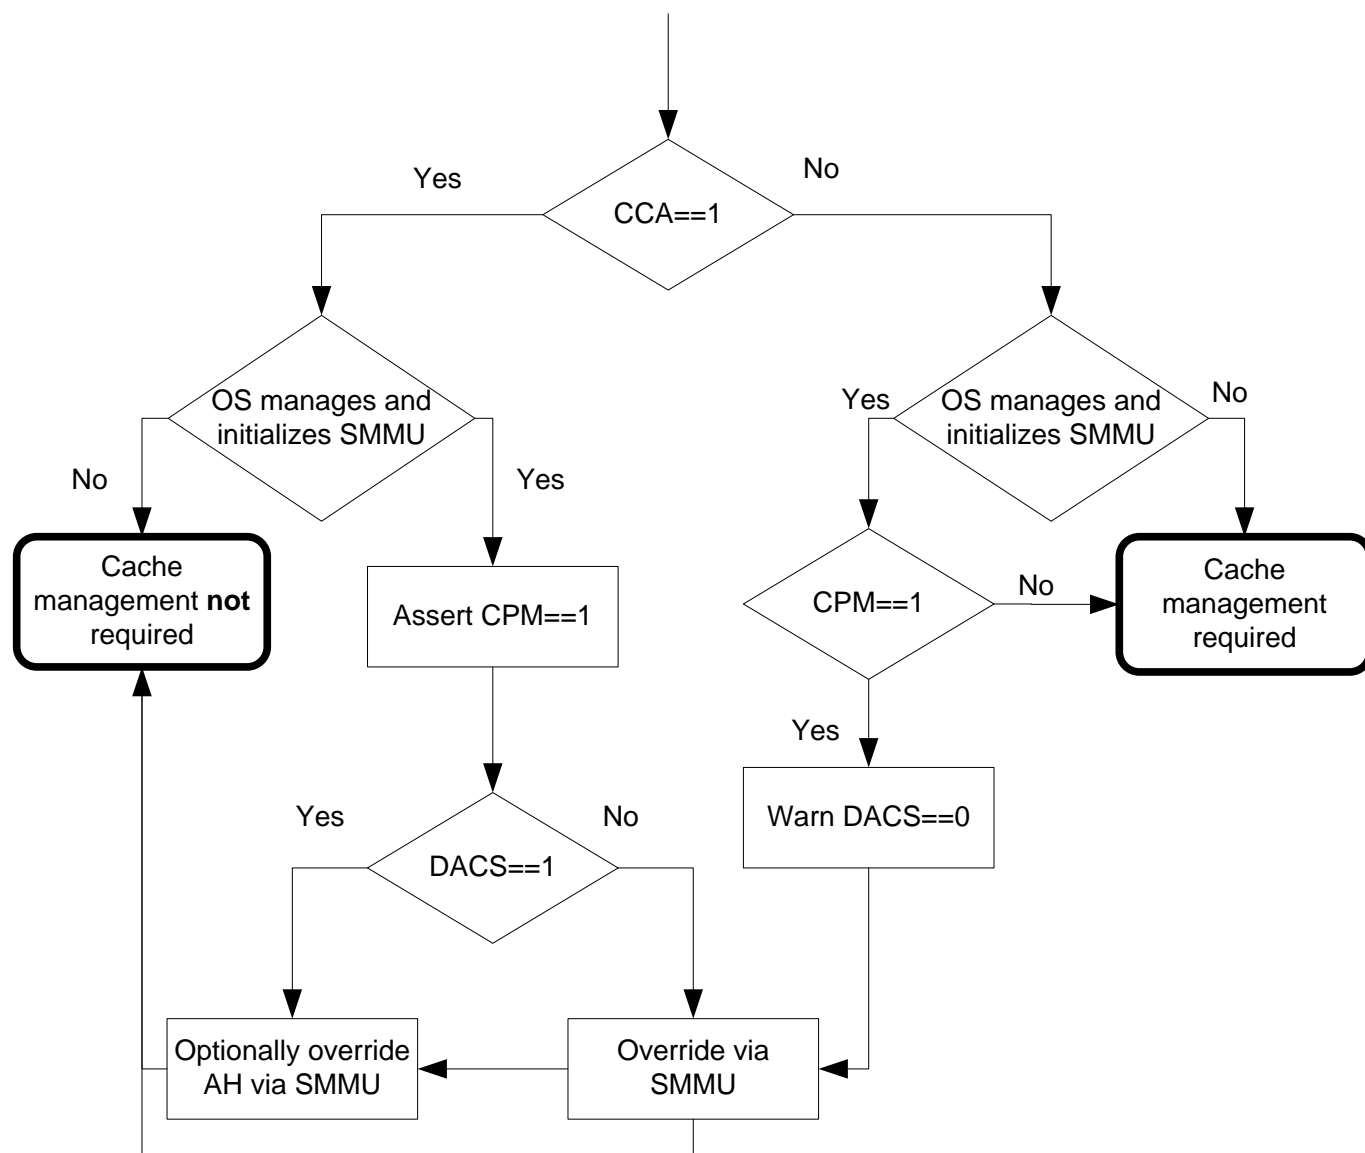 Yes
No
CCA==1
OS manages and
initializes SMMU
OS manages and
initializes SMMU
Yes
No
No
Yes
Cache
management not
required
Assert CPM==1
CPM==1
No
Cache
management
required
Yes
Warn DACS==0
Yes
No
DACS==1
Optionally override
AH via SMMU
Override via
SMMU